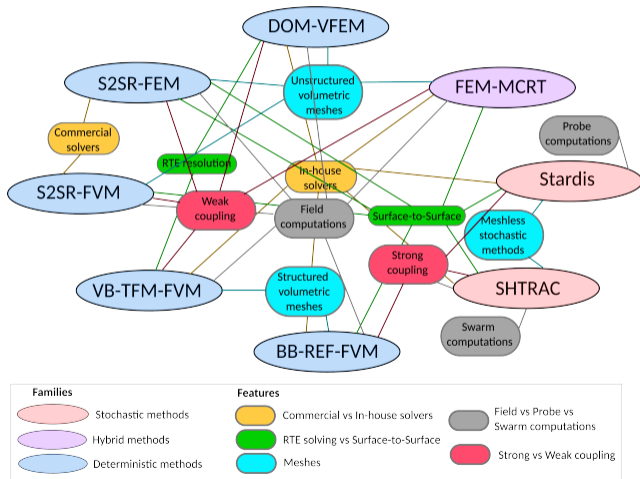 DOM-VFEM
S2SR-FEM
Unstructured
volumetric
meshes
FEM-MCRT
Commercial
solvers
Probe
computations
RTE resolution
In-house
solvers
Stardis
S2SR-FVM
Weak
coupling
Field
computations
Surface-to-Surface
Meshless
stochastic
methods
Strong
coupling
VB-TFM-FVM
Structured
volumetric
meshes
SHTRAC
Swarm
computations
BB-REF-FVM
Families
Stochastic methods
Hybrid methods
Deterministic methods
Features
Commercial vs In-house solvers
RTE solving vs Surface-to-Surface
Meshes
Field vs Probe vs
Swarm computations
Strong vs Weak coupling